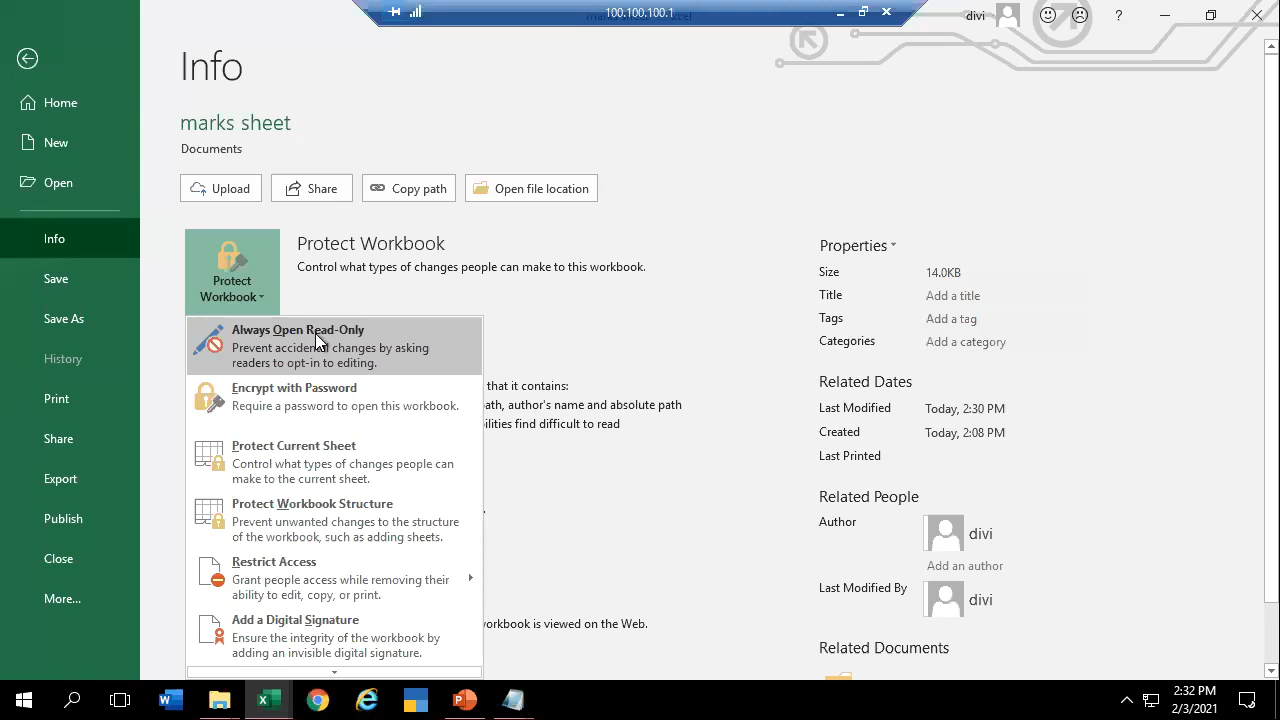 100.100.100.1
divi
?
Info
Home
New
Open
Info
Save
Save As
History
Print
Share
Export
Publish
Close
More...
marks sheet
Documents
Upload
Share
Copy path
Open file location
Protect
Workbook
Protect Workbook
Control what types of changes people can make to this workbook.
Always Open Read-Only
Prevent accidental changes by asking
readers to opt-in to editing.
Encrypt with Password
Require a password to open this workbook.
Protect Current Sheet
Control what types of changes people can
make to the current sheet.
Protect Workbook Structure
Prevent unwanted changes to the structure
of the workbook, such as adding sheets.
Restrict Access
Grant people access while removing their
ability to edit, copy, or print.
Add a Digital Signature
Ensure the integrity of the workbook by
adding an invisible digital signature.
that it contains:
path, author's name and absolute path
bilities find difficult to read
workbook is viewed on the Web.
Properties
Size 14.0KB
Title Add a title
Tags Add a tag
Categories Add a category
Related Dates
Last Modified Today, 2:30 PM
Created Today, 2:08 PM
Last Printed
Related People
Author divi
Add an author
Last Modified By divi
Related Documents
2:32 PM
2/3/2021